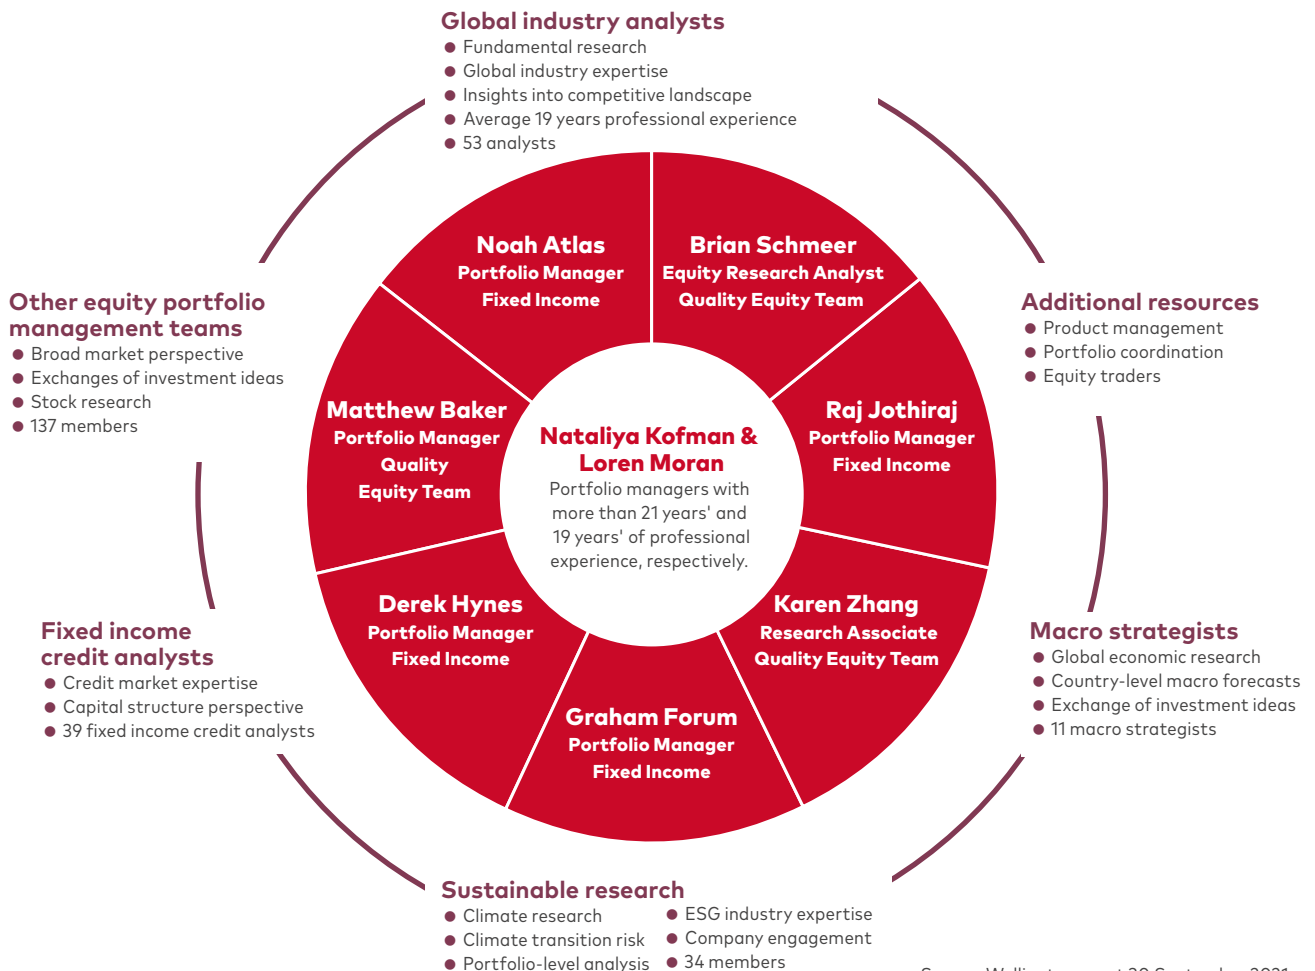 Global industry analysts
● Fundamental research
● Global industry expertise
● Insights into competitive landscape
● Average 19 years professional experience
● 53 analysts
Noah Atlas
Portfolio Manager
Fixed Income
Brian Schmeer
Equity Research Analyst
Quality Equity Team
Other equity portfolio
management teams
● Broad market perspective
● Exchanges of investment ideas
● Stock research
● 137 members
Additional resources
● Product management
● Portfolio coordination
● Equity traders
Matthew Baker
Portfolio Manager
Quality
Equity Team
Nataliya Kofman &
Loren Moran
Portfolio managers with
more than 21 years' and
19 years' of professional
experience, respectively.
Raj Jothiraj
Portfolio Manager
Fixed Income
Derek Hynes
Portfolio Manager
Fixed Income
Karen Zhang
Research Associate
Quality Equity Team
Graham Forum
Portfolio Manager
Fixed Income
Fixed income
credit analysts
● Credit market expertise
● Capital structure perspective
● 39 fixed income credit analysts
Macro strategists
● Global economic research
● Country-level macro forecasts
● Exchange of investment ideas
● 11 macro strategists
Sustainable research
● Climate research
● Climate transition risk
● Portfolio-level analysis
● ESG industry expertise
● Company engagement
● 34 members